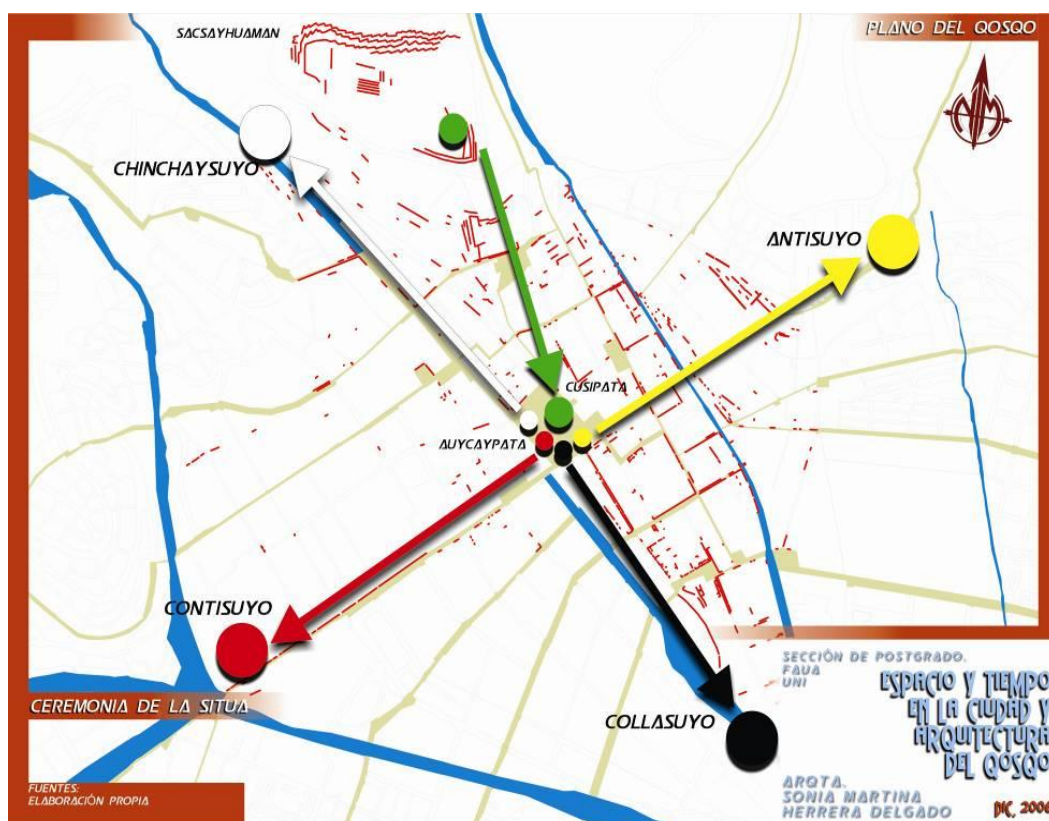 PLANO DEL QOSQO
SACSAYHUAMAN
NM
CHINCHAYSUYO
ANTISUYO
CUSIPATA
AUYCAYPATA
CONTISUYO
COLLASUYO
CEREMONIA DE LA SITUA
FUENTES:
ELABORACIÓN PROPIA
SECCIÓN DE POSTGRADO.
FAUA
UNI
ESPACIO Y TIEMPO
EN LA CIUDAD Y
ARQUITECTURA
DEL QOSQO
ARQTA.
SONIA MARTINA
HERRERA DELGADO
DIC. 2006